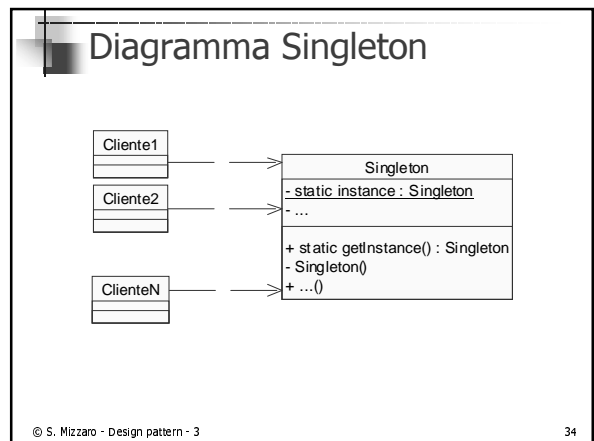 Diagramma Singleton
Cliente1
Cliente2
ClienteN
Singleton
- static instance : Singleton
- ...
+ static getInstance() : Singleton
- Singleton()
+ ...()
© S. Mizzaro - Design pattern - 3
34